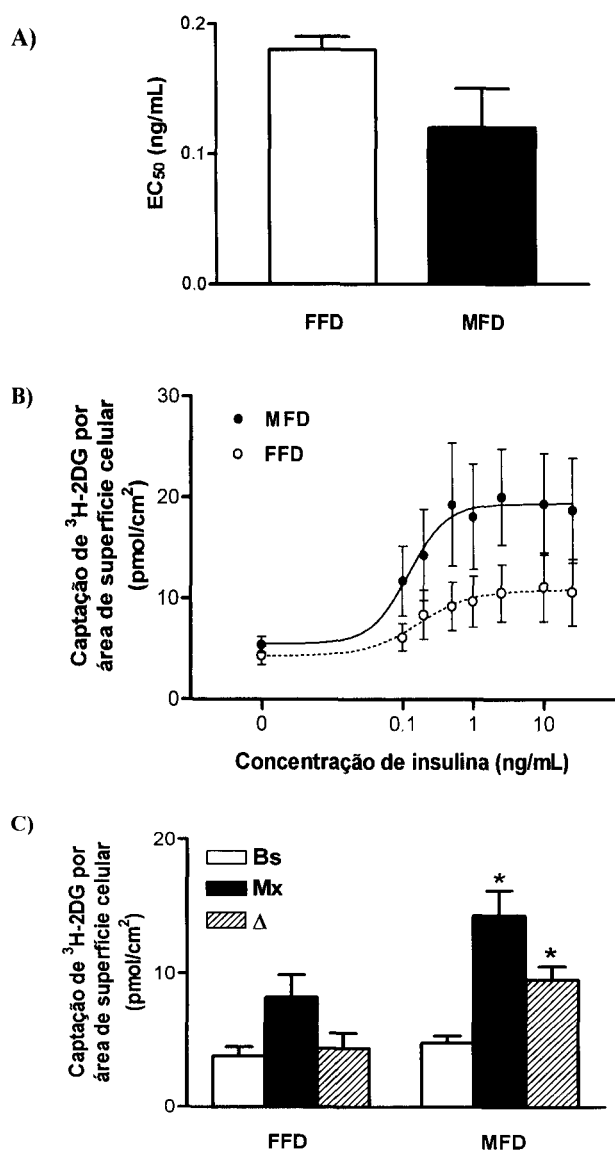 A)
EC50 (ng/mL)
0.2
0.1
0.0
FFD
MFD
B)
Captação de ³H-2DG por
área de superfície celular
(pmol/cm²)
30
20
10
0
MFD
FFD
0
0.1
1
10
Concentração de insulina (ng/mL)
C)
Captação de ³H-2DG por
área de superfície celular
(pmol/cm²)
20
10
0
Bs
Mx
Δ
*
*
FFD
MFD